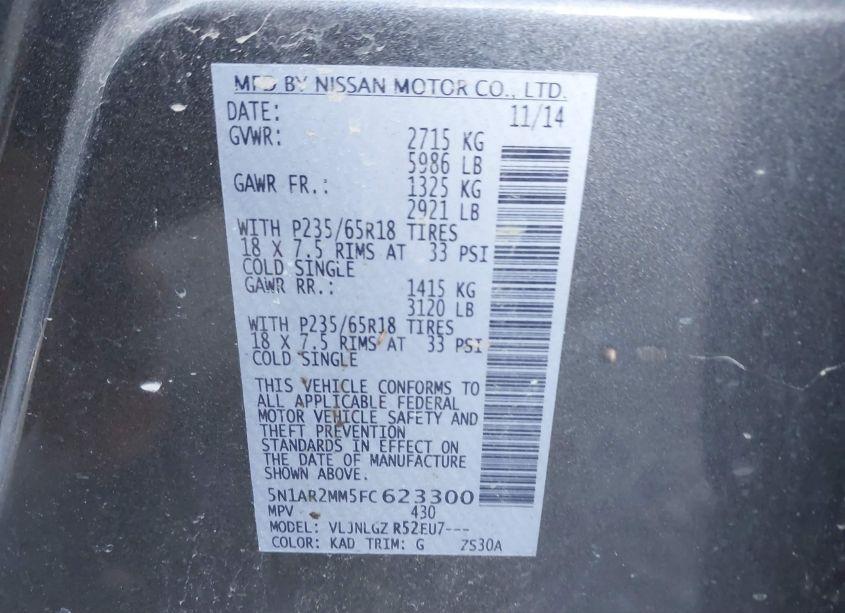 MFD BY NISSAN MOTOR CO., LTD.
DATE: 11/14
GVWR: 2715 KG
5986 LB
GAWR FR.: 1325 KG
2921 LB
WITH P235/65R18 TIRES
18 X 7.5 RIMS AT 33 PSI
COLD SINGLE
GAWR RR.: 1415 KG
3120 LB
WITH P235/65R18 TIRES
18 X 7.5 RIMS AT 33 PSI
COLD SINGLE
THIS VEHICLE CONFORMS TO
ALL APPLICABLE FEDERAL
MOTOR VEHICLE SAFETY AND
THEFT PREVENTION
STANDARDS IN EFFECT ON
THE DATE OF MANUFACTURE
SHOWN ABOVE.
5N1AR2MM5FC623300
MPV 430
MODEL: VLJNLGZ R52EU7---
COLOR: KAD TRIM: G ZS30A